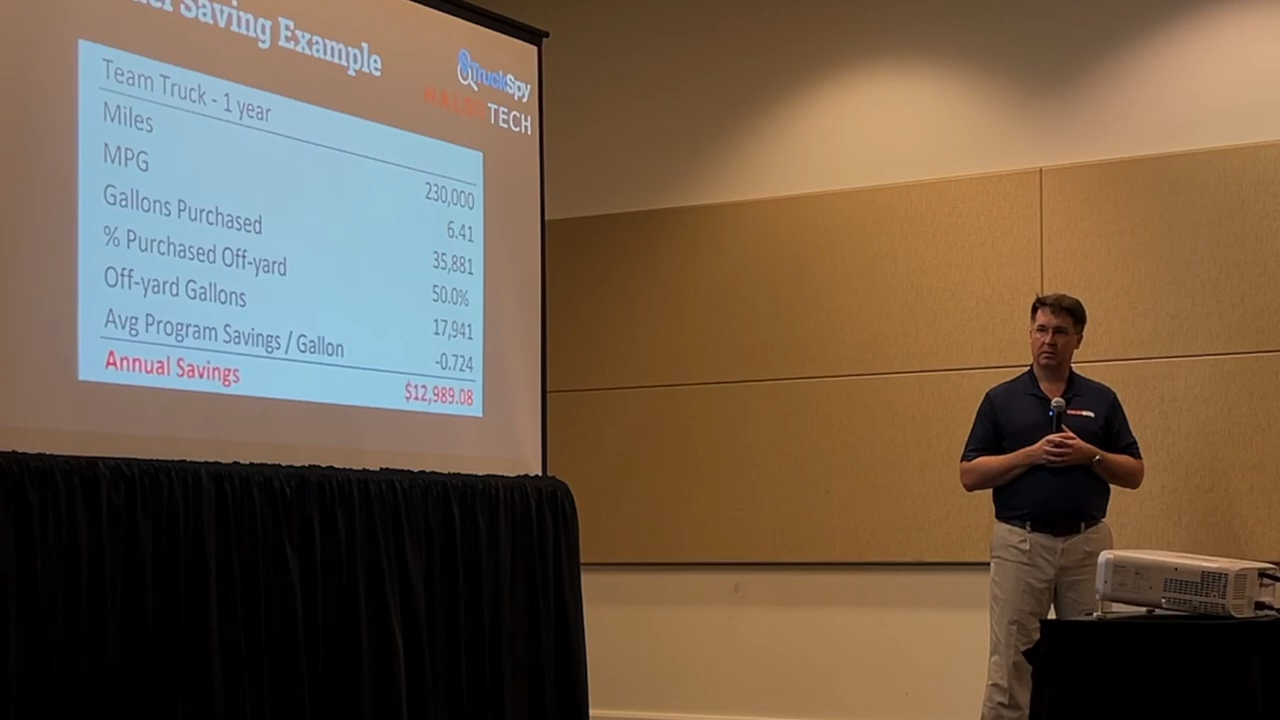 Saving Example
TruckSpy
HALO TECH
Team Truck - 1 year
Miles 230,000
MPG 6.41
Gallons Purchased 35,881
% Purchased Off-yard 50.0%
Off-yard Gallons 17,941
Avg Program Savings / Gallon -0.724
Annual Savings $12,989.08